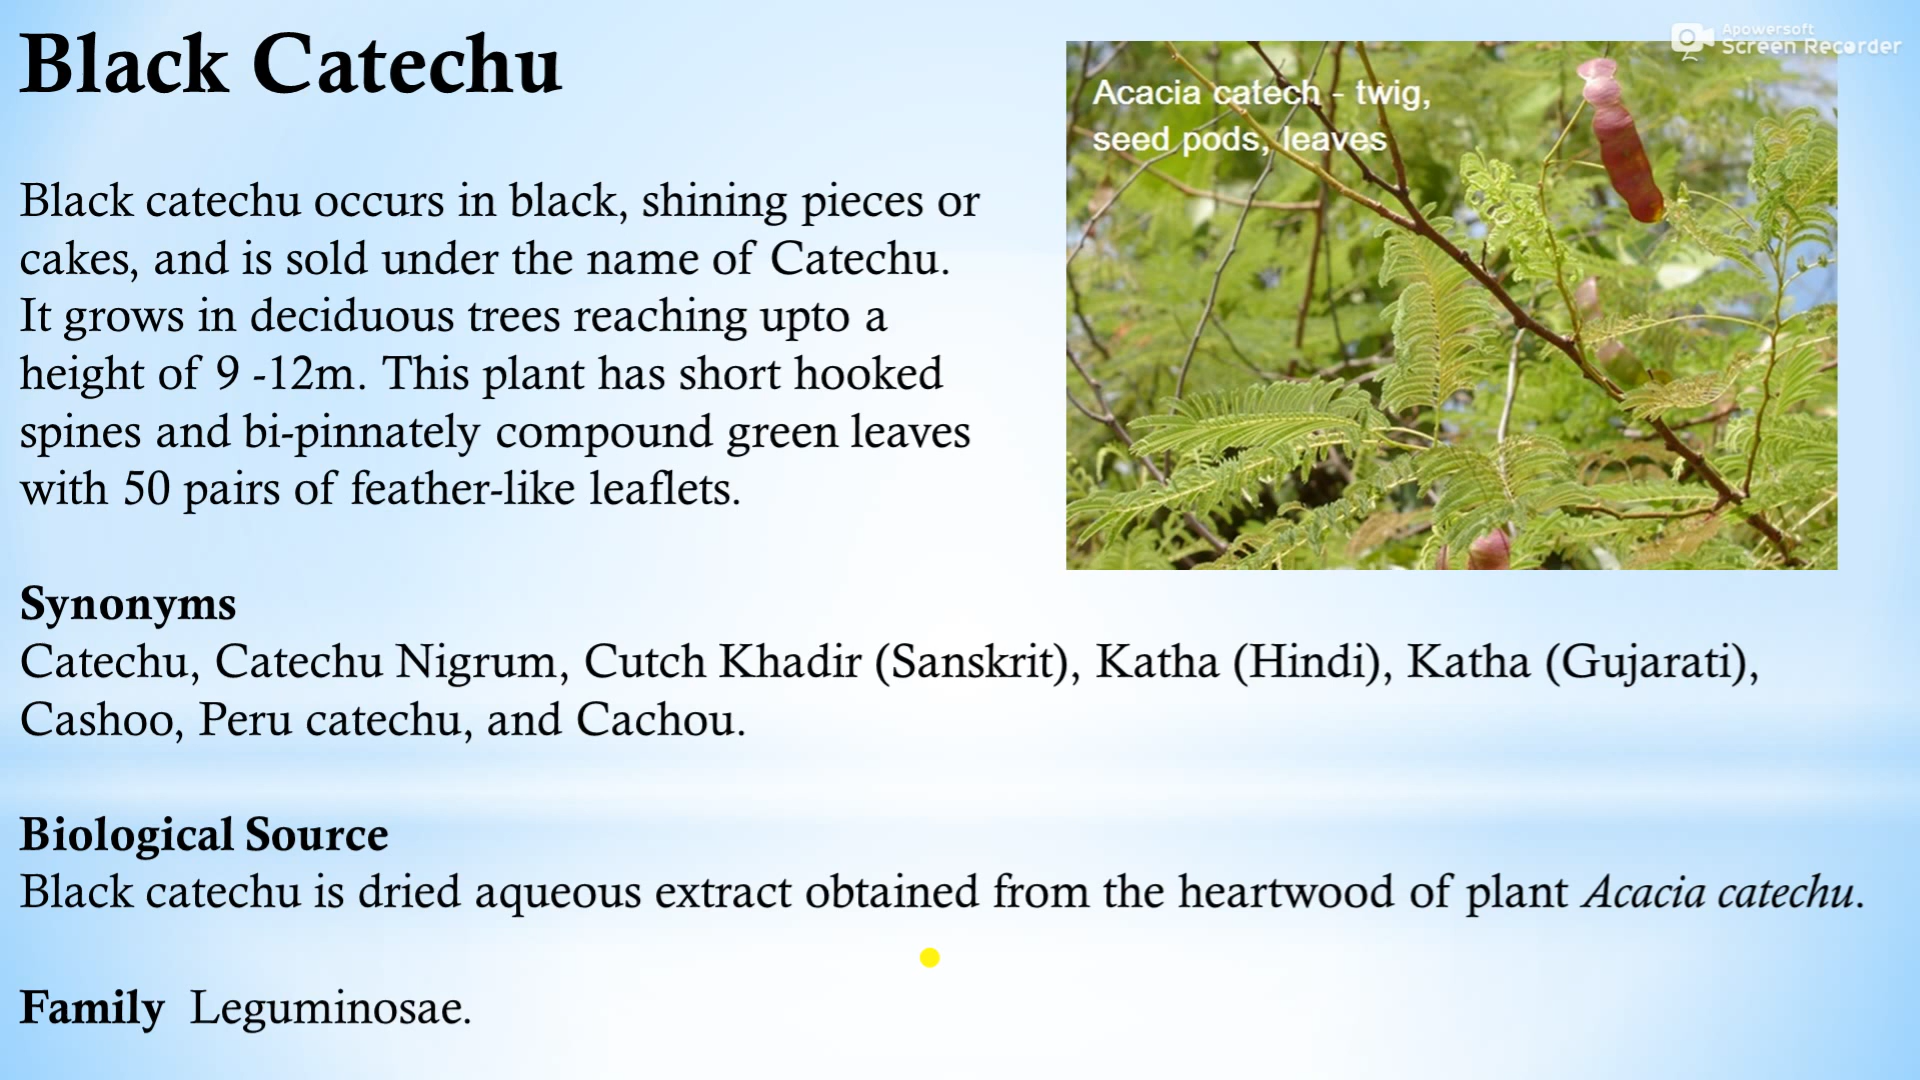 Black Catechu
Apowersoft
Screen Recorder
Acacia catech - twig,
seed pods, leaves
Black catechu occurs in black, shining pieces or
cakes, and is sold under the name of Catechu.
It grows in deciduous trees reaching upto a
height of 9 -12m. This plant has short hooked
spines and bi-pinnately compound green leaves
with 50 pairs of feather-like leaflets.
Synonyms
Catechu, Catechu Nigrum, Cutch Khadir (Sanskrit), Katha (Hindi), Katha (Gujarati),
Cashoo, Peru catechu, and Cachou.
Biological Source
Black catechu is dried aqueous extract obtained from the heartwood of plant Acacia catechu.
Family Leguminosae.